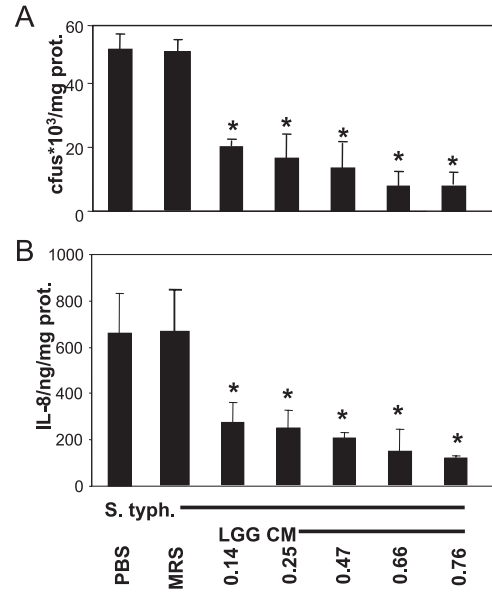 A
cfus*10³/mg prot.
60
40
20
0
* * * * *
B
IL-8/ng/mg prot.
1000
800
600
400
200
0
* * * * *
S. typh.
LGG CM
PBS MRS 0.14 0.25 0.47 0.66 0.76